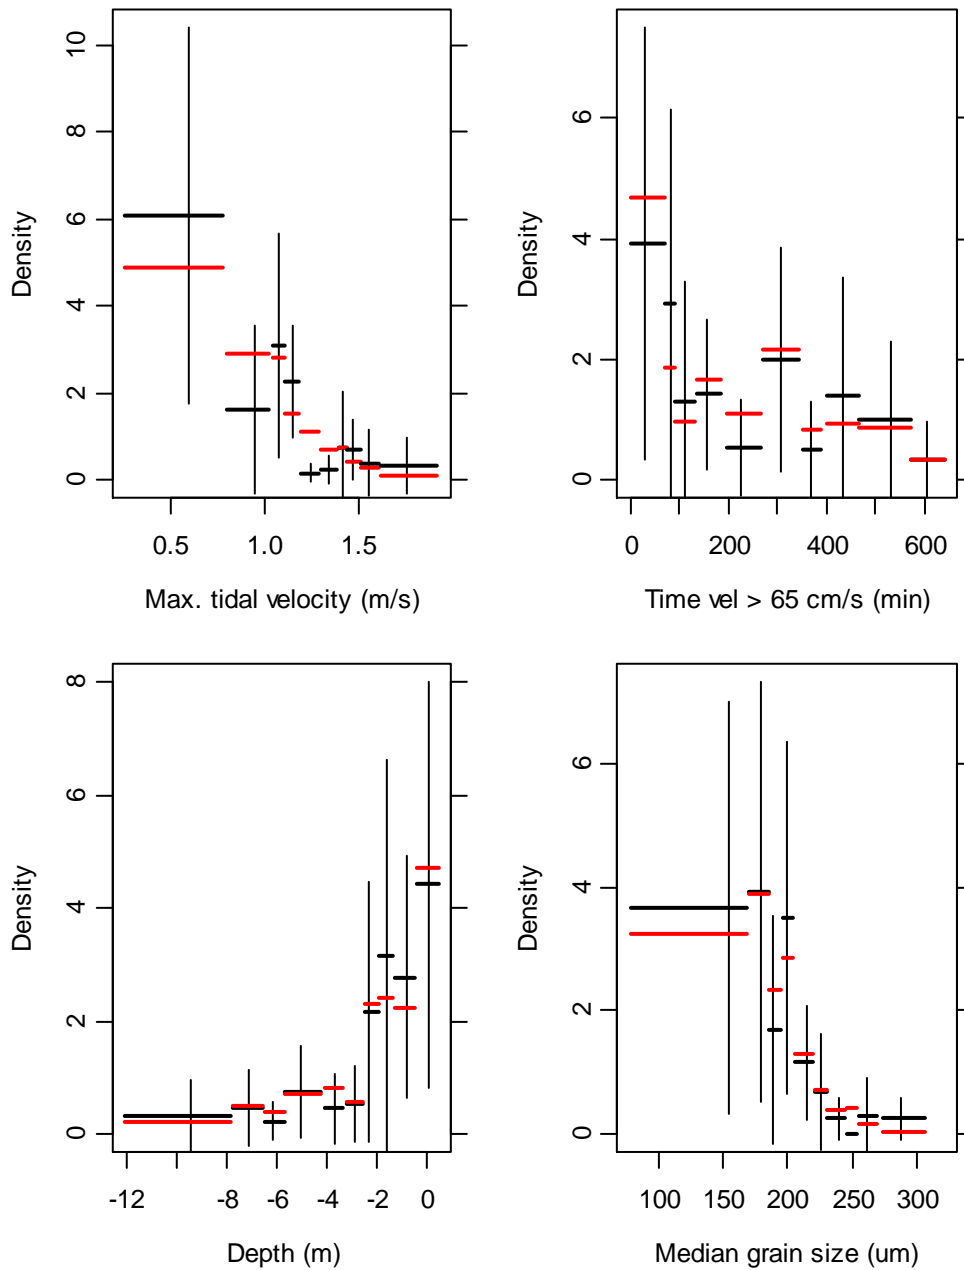 Density
10
8
6
4
2
0
0.5 1.0 1.5
Max. tidal velocity (m/s)
Density
6
4
2
0
0 200 400 600
Time vel > 65 cm/s (min)
Density
8
6
4
2
0
-12 -8 -6 -4 -2 0
Depth (m)
Density
6
4
2
0
100 150 200 250 300
Median grain size (um)